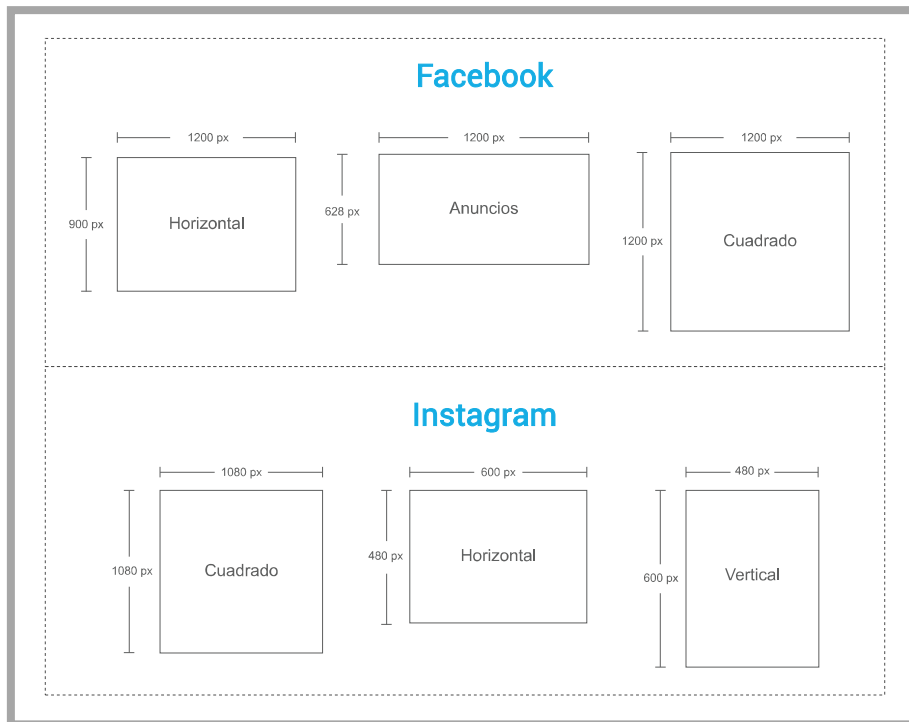 Facebook
1200 px
1200 px
1200 px
900 px
Horizontal
628 px
Anuncios
1200 px
Cuadrado
Instagram
1080 px
600 px
480 px
1080 px
Cuadrado
480 px
Horizontal
600 px
Vertical